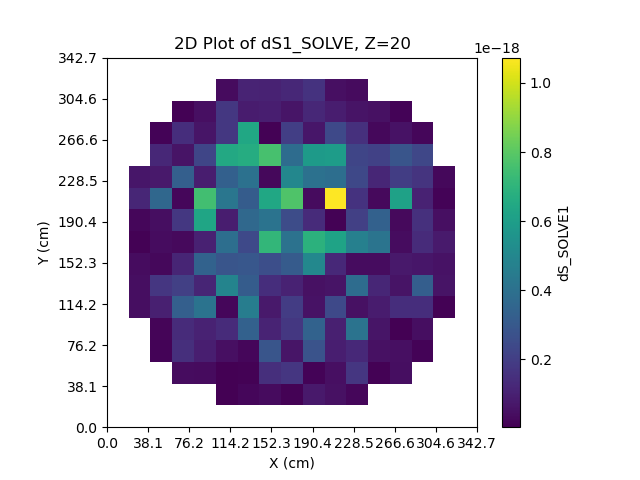 2D Plot of dS1_SOLVE, Z=20
1e−18
342.7
304.6
266.6
228.5
190.4
152.3
114.2
76.2
38.1
0.0
Y (cm)
0.0 38.1 76.2 114.2 152.3 190.4 228.5 266.6 304.6 342.7
X (cm)
1.0
0.8
0.6
0.4
0.2
dS_SOLVE1